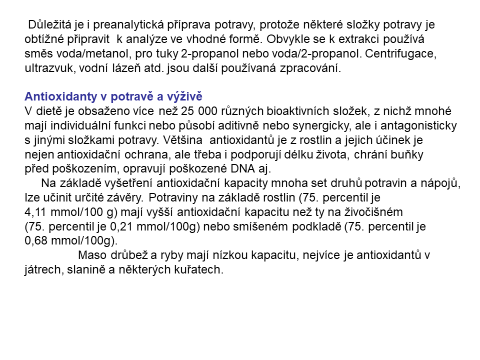 Důležitá je i preanalytická příprava potravy, protože některé složky potravy je
obtížné připravit k analýze ve vhodné formě. Obvykle se k extrakci používá
směs voda/metanol, pro tuky 2-propanol nebo voda/2-propanol. Centrifugace,
ultrazvuk, vodní lázeň atd. jsou další používaná zpracování.
Antioxidanty v potravě a výživě
V dietě je obsaženo více než 25 000 různých bioaktivních složek, z nichž mnohé
mají individuální funkci nebo působí aditivně nebo synergicky, ale i antagonisticky
s jinými složkami potravy. Většina antioxidantů je z rostlin a jejich účinek je
nejen antioxidační ochrana, ale třeba i podporují délku života, chrání buňky
před poškozením, opravují poškozené DNA aj.
Na základě vyšetření antioxidační kapacity mnoha set druhů potravin a nápojů,
lze učinit určité závěry. Potraviny na základě rostlin (75. percentil je
4,11 mmol/100 g) mají vyšší antioxidační kapacitu než ty na živočišném
(75. percentil je 0,21 mmol/100g) nebo smíšeném podkladě (75. percentil je
0,68 mmol/100g).
Maso drůbež a ryby mají nízkou kapacitu, nejvíce je antioxidantů v
játrech, slanině a některých kuřatech.